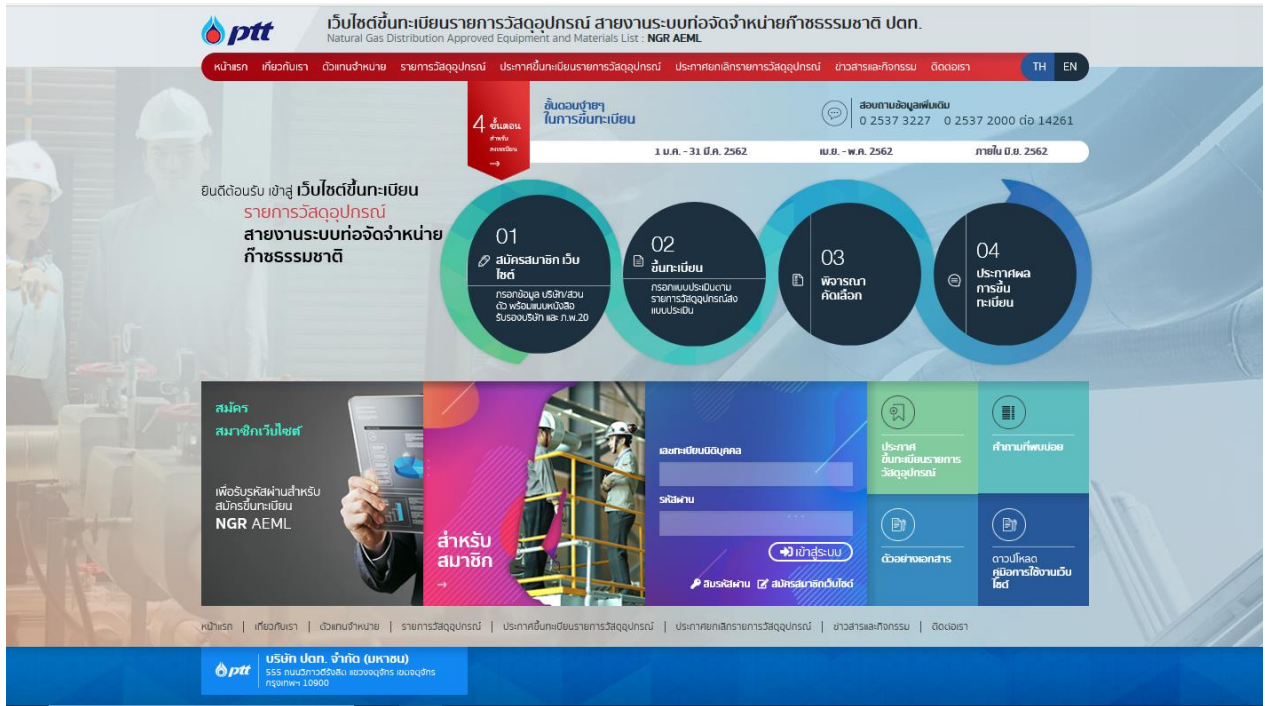 ptt
เว็บไซต์ขึ้นทะเบียนรายการวัสดุอุปกรณ์ สายงานระบบท่อจัดจำหน่ายก๊าซธรรมชาติ ปตท.
Natural Gas Distribution Approved Equipment and Materials List : NGR AEML
หน้าแรก เกี่ยวกับเรา ตัวแทนจำหน่าย รายการวัสดุอุปกรณ์ ประกาศขึ้นทะเบียนรายการวัสดุอุปกรณ์ ประกาศยกเลิกรายการวัสดุอุปกรณ์ ข่าวสารและกิจกรรม ติดต่อเรา TH EN
4 ขั้นตอน
สำหรับ
ลงทะเบียน
ขั้นตอนง่ายๆ
ในการขึ้นทะเบียน
สอบถามข้อมูลเพิ่มเติม
0 2537 3227 0 2537 2000 ต่อ 14261
1 ม.ค. - 31 มี.ค. 2562 เม.ย. - พ.ค. 2562 ภายใน มิ.ย. 2562
ยินดีต้อนรับ เข้าสู่ เว็บไซต์ขึ้นทะเบียน
รายการวัสดุอุปกรณ์
สายงานระบบท่อจัดจำหน่าย
ก๊าซธรรมชาติ
01
สมัครสมาชิก เว็บ
ไซต์
กรอกข้อมูล บริษัท/ส่วน
ตัว พร้อมแนบหนังสือ
รับรองบริษัท และ ภ.พ.20
02
ขึ้นทะเบียน
กรอกแบบประเมินตาม
รายการวัสดุอุปกรณ์ส่ง
แบบประเมิน
03
พิจารณา
คัดเลือก
04
ประกาศผล
การขึ้น
ทะเบียน
สมัคร
สมาชิกเว็บไซต์
เพื่อรับรหัสผ่านสำหรับ
สมัครขึ้นทะเบียน
NGR AEML
สำหรับ
สมาชิก
เลขทะเบียนนิติบุคคล
รหัสผ่าน
เข้าสู่ระบบ
ลืมรหัสผ่าน สมัครสมาชิกเว็บไซต์
ประกาศ
ขึ้นทะเบียนรายการ
วัสดุอุปกรณ์
คำถามที่พบบ่อย
ตัวอย่างเอกสาร
ดาวน์โหลด
คู่มือการใช้งานเว็บ
ไซต์
หน้าแรก | เกี่ยวกับเรา | ตัวแทนจำหน่าย | รายการวัสดุอุปกรณ์ | ประกาศขึ้นทะเบียนรายการวัสดุอุปกรณ์ | ประกาศยกเลิกรายการวัสดุอุปกรณ์ | ข่าวสารและกิจกรรม | ติดต่อเรา
ptt
บริษัท ปตท. จำกัด (มหาชน)
555 ถนนวิภาวดีรังสิต แขวงจตุจักร เขตจตุจักร
กรุงเทพฯ 10900